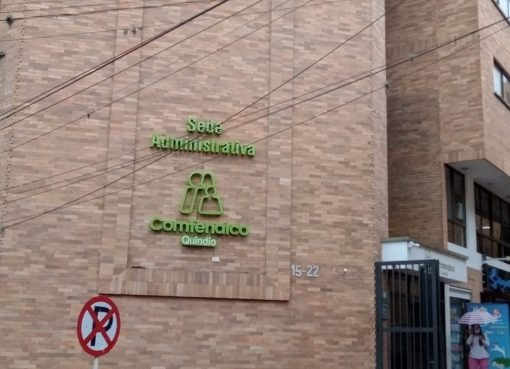 Sede
Administrativa
Comfenalco
Quindío
15-22
P